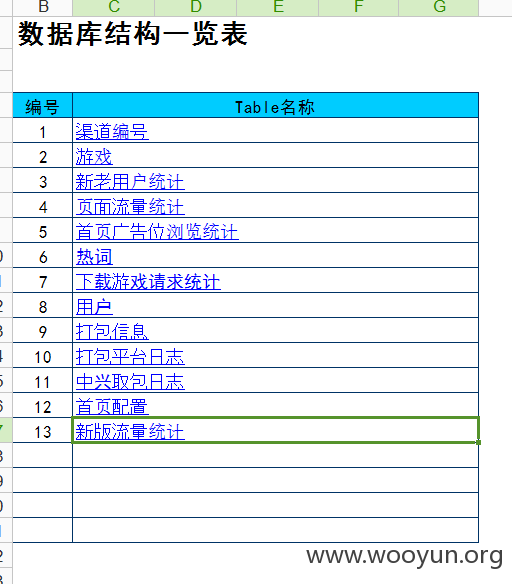 B C D E F G
数据库结构一览表
编号 Table名称
1 渠道编号
2 游戏
3 新老用户统计
4 页面流量统计
5 首页广告位浏览统计
6 热词
7 下载游戏请求统计
8 用户
9 打包信息
10 打包平台日志
11 中兴取包日志
12 首页配置
13 新版流量统计
www.wooyun.org